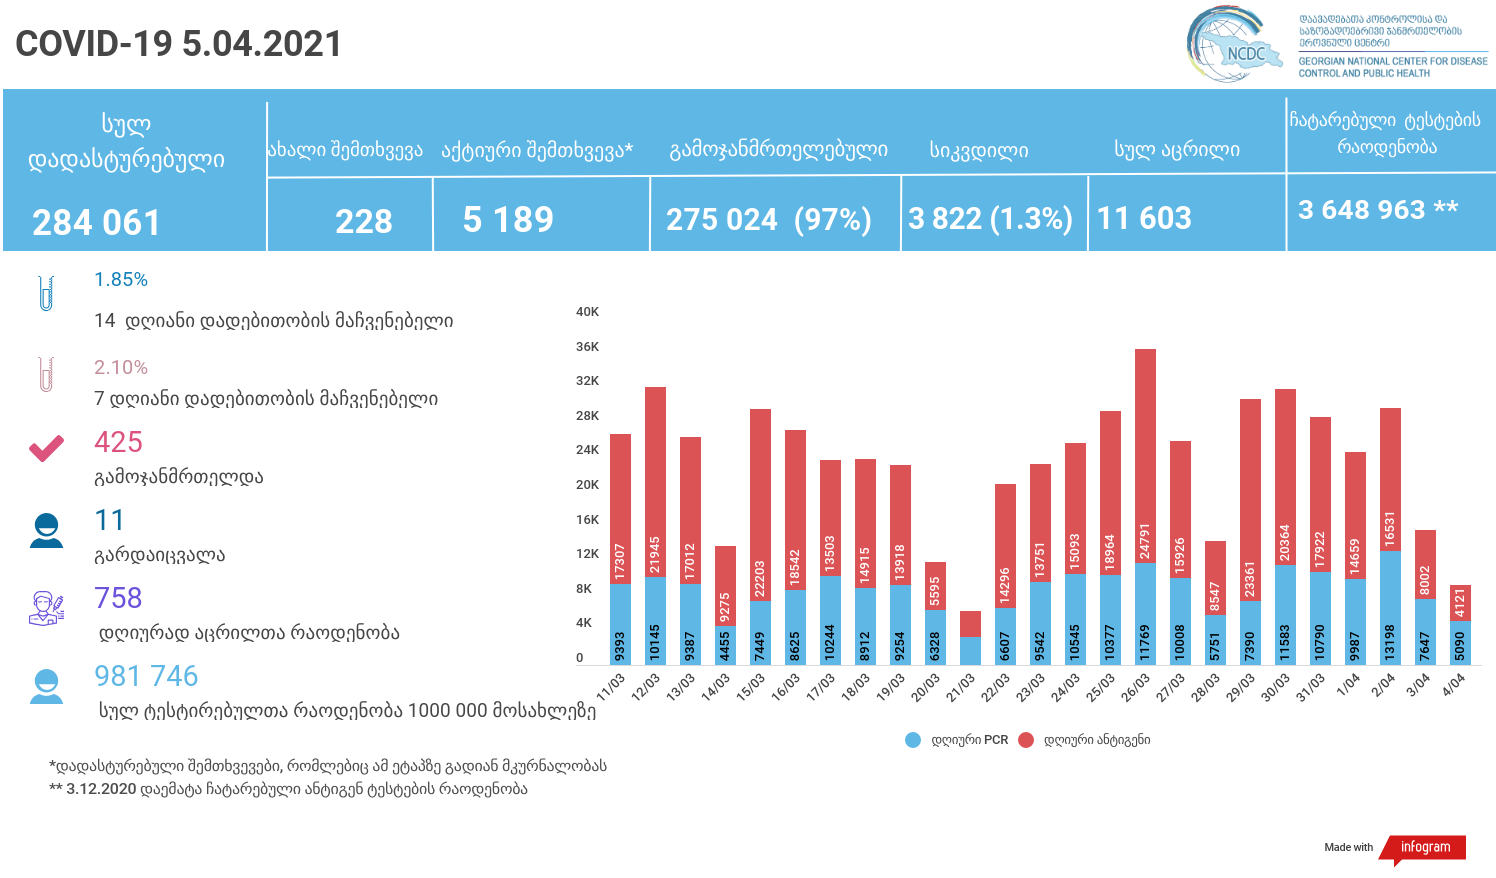 COVID-19 5.04.2021
NCDC
დაავადებათა კონტროლისა და
საზოგადოებრივი ჯანმრთელობის
ეროვნული ცენტრი
GEORGIAN NATIONAL CENTER FOR DISEASE
CONTROL AND PUBLIC HEALTH
სულ
დადასტურებული
284 061
ახალი შემთხვევა
228
აქტიური შემთხვევა*
5 189
გამოჯანმრთელებული
275 024 (97%)
სიკვდილი
3 822 (1.3%)
სულ აცრილი
11 603
ჩატარებული ტესტების
რაოდენობა
3 648 963 **
1.85%
14 დღიანი დადებითობის მაჩვენებელი
2.10%
7 დღიანი დადებითობის მაჩვენებელი
425
გამოჯანმრთელდა
11
გარდაიცვალა
758
დღიურად აცრილთა რაოდენობა
981 746
სულ ტესტირებულთა რაოდენობა 1000 000 მოსახლეზე
*დადასტურებული შემთხვევები, რომლებიც ამ ეტაპზე გადიან მკურნალობას
** 3.12.2020 დაემატა ჩატარებული ანტიგენ ტესტების რაოდენობა
40K
36K
32K
28K
24K
20K
16K
12K
8K
4K
0
17307 21945 17012 9275 22203 18542 13503 14915 13918 5595 14296 13751 15093 18964 24791 15926 8547 23361 20364 17922 14659 16531 8002 4121
9393 10145 9387 4455 7449 8625 10244 8912 9254 6328 6607 9542 10545 10377 11769 10008 5751 7390 11583 10790 9987 13198 7647 5090
11/03 12/03 13/03 14/03 15/03 16/03 17/03 18/03 19/03 20/03 21/03 22/03 23/03 24/03 25/03 26/03 27/03 28/03 29/03 30/03 31/03 1/04 2/04 3/04 4/04
დღიური PCR დღიური ანტიგენი
Made with infogram